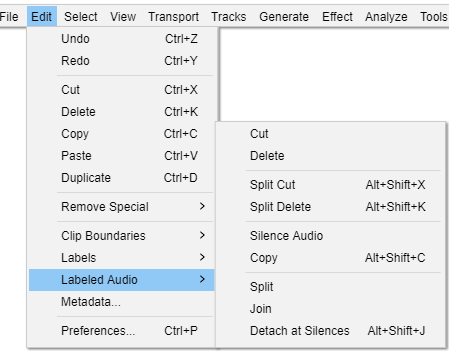 File Edit Select View Transport Tracks Generate Effect Analyze Tools
Undo Ctrl+Z
Redo Ctrl+Y
Cut Ctrl+X
Delete Ctrl+K
Copy Ctrl+C
Paste Ctrl+V
Duplicate Ctrl+D
Remove Special >
Clip Boundaries >
Labels >
Labeled Audio >
Metadata...
Preferences... Ctrl+P
Cut
Delete
Split Cut Alt+Shift+X
Split Delete Alt+Shift+K
Silence Audio
Copy Alt+Shift+C
Split
Join
Detach at Silences Alt+Shift+J